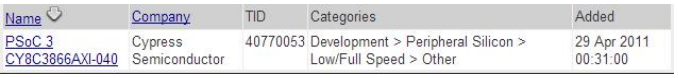 Name Company TID Categories Added
PSoC 3 Cypress 40770053 Development > Peripheral Silicon > 29 Apr 2011
CY8C3866AXI-040 Semiconductor Low/Full Speed > Other 00:31:00